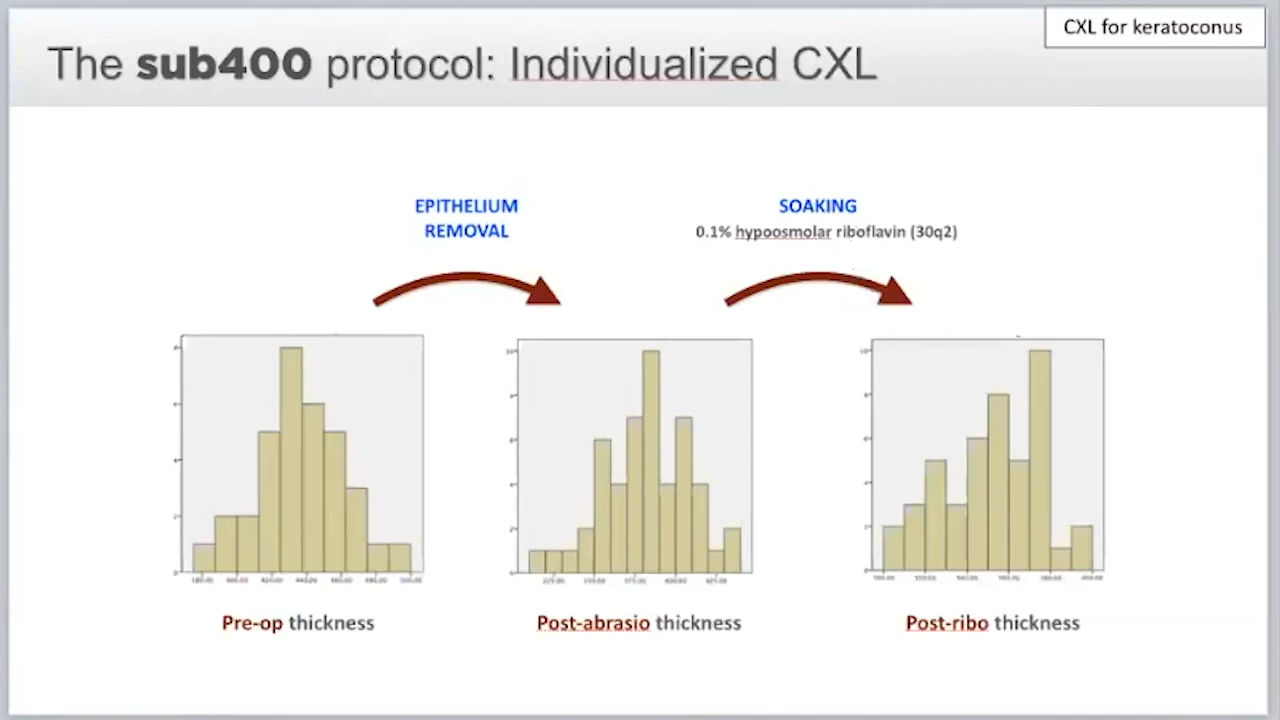 CXL for keratoconus
The sub400 protocol: Individualized CXL
EPITHELIUM
REMOVAL
SOAKING
0.1% hypoosmolar riboflavin (30q2)
Pre-op thickness
Post-abrasio thickness
Post-ribo thickness